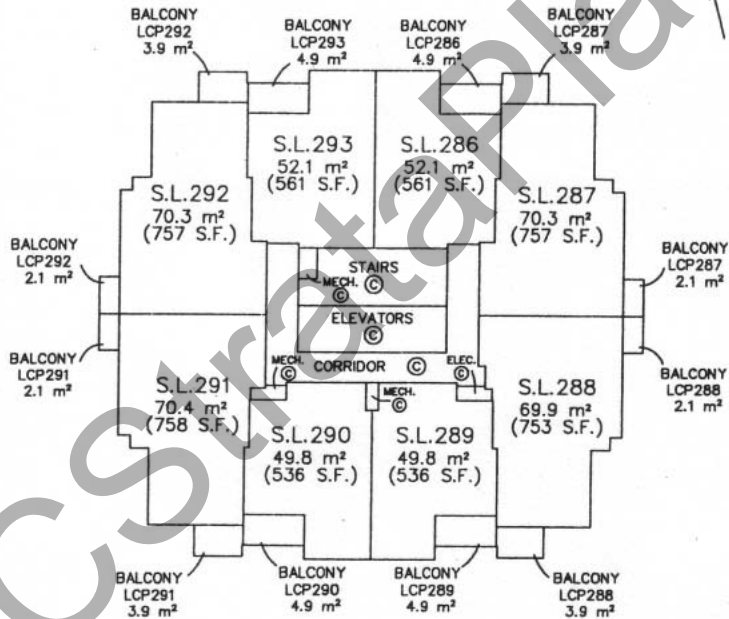 BALCONY
LCP292
3.9 m²
BALCONY
LCP293
4.9 m²
BALCONY
LCP286
4.9 m²
BALCONY
LCP287
3.9 m²
S.L.293
52.1 m²
(561 S.F.)
S.L.286
52.1 m²
(561 S.F.)
S.L.292
70.3 m²
(757 S.F.)
S.L.287
70.3 m²
(757 S.F.)
BALCONY
LCP292
2.1 m²
BALCONY
LCP287
2.1 m²
STAIRS
C
MECH.
C
ELEVATORS
C
MECH.
C
CORRIDOR
C
ELEC.
C
MECH.
C
BALCONY
LCP291
2.1 m²
BALCONY
LCP288
2.1 m²
S.L.291
70.4 m²
(758 S.F.)
S.L.288
69.9 m²
(753 S.F.)
S.L.290
49.8 m²
(536 S.F.)
S.L.289
49.8 m²
(536 S.F.)
BALCONY
LCP291
3.9 m²
BALCONY
LCP290
4.9 m²
BALCONY
LCP289
4.9 m²
BALCONY
LCP288
3.9 m²
CStrataPla